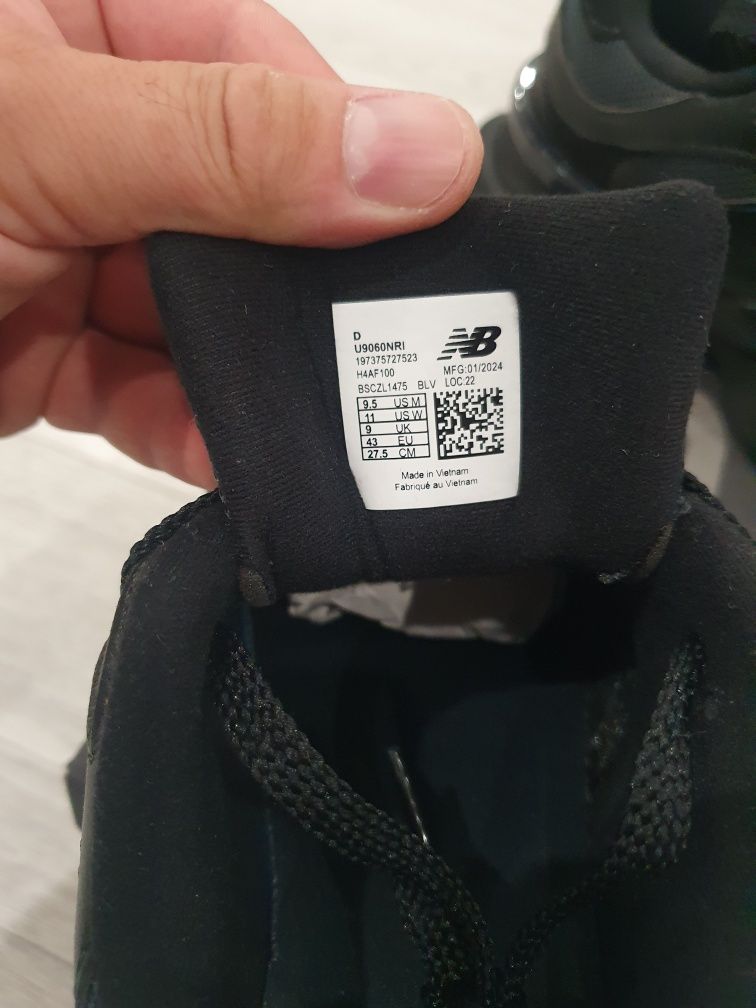 D
U9060NRI
197375727523
H4AF100
BSCZL1475 BLV
NB
MFG:01/2024
LOC:22
9.5 US M
11 US W
9 UK
43 EU
27.5 CM
Made in Vietnam
Fabriqué au Vietnam